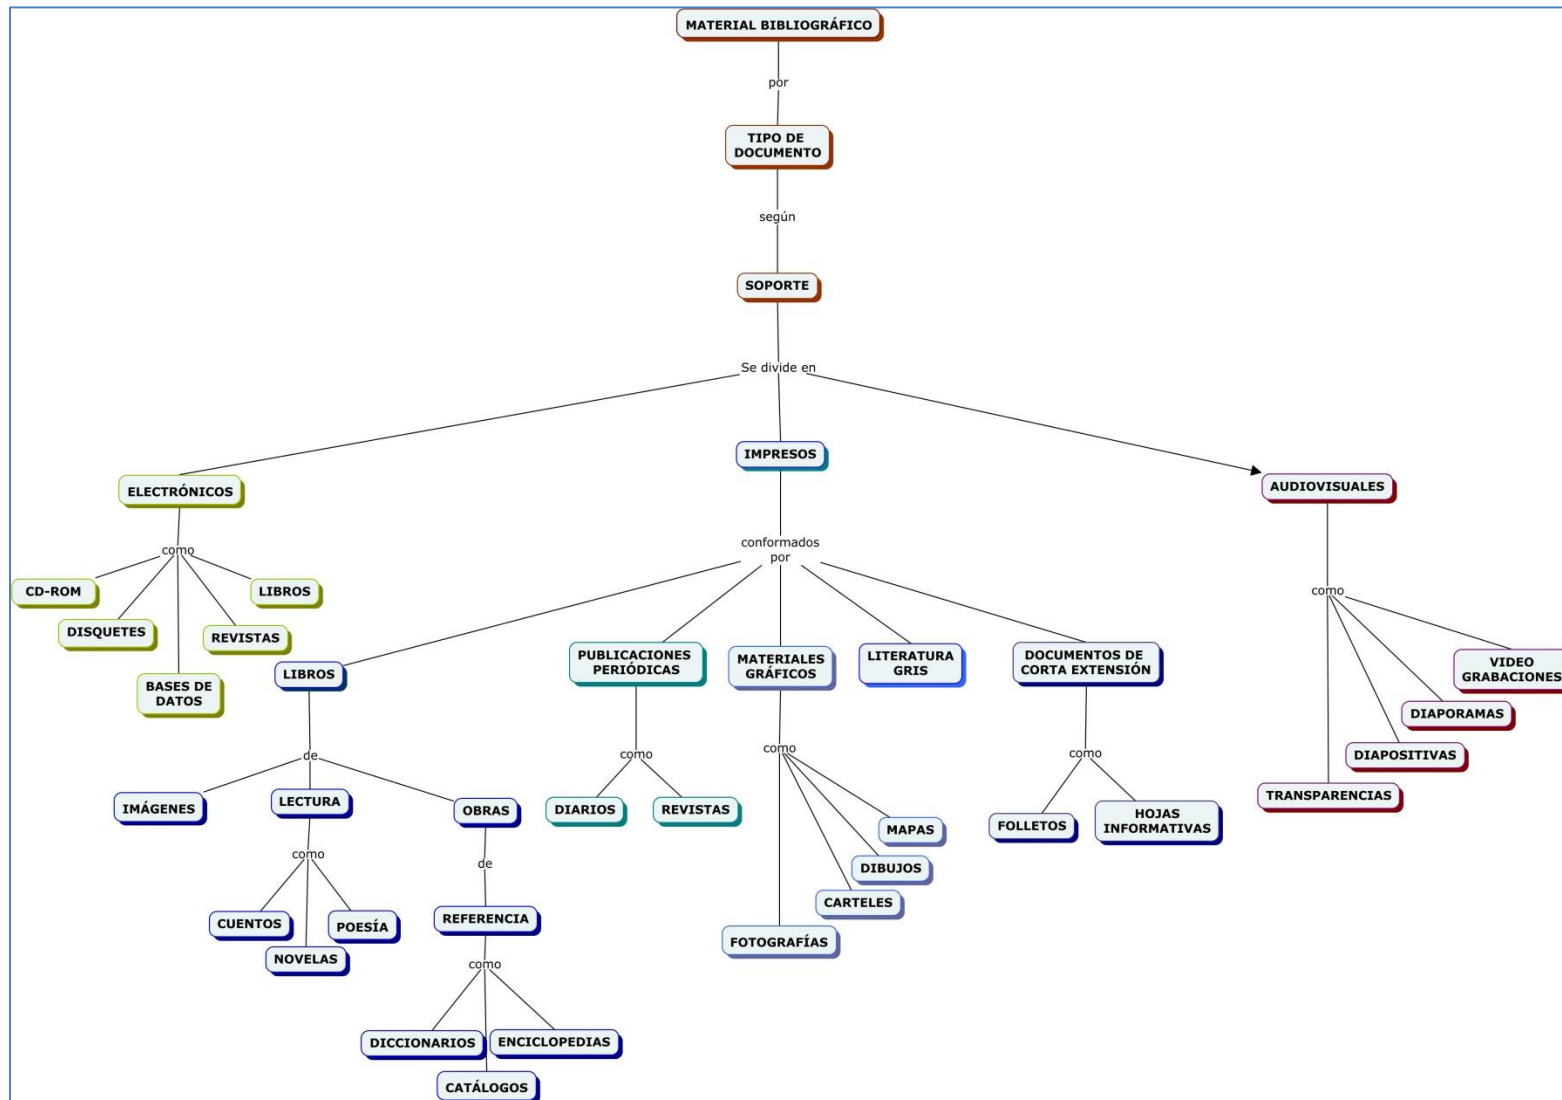 MATERIAL BIBLIOGRÁFICO
por
TIPO DE
DOCUMENTO
según
SOPORTE
Se divide en
ELECTRÓNICOS
como
CD-ROM
DISQUETES
BASES DE
DATOS
REVISTAS
LIBROS
IMPRESOS
conformados
por
LIBROS
de
IMÁGENES
LECTURA
como
CUENTOS
NOVELAS
POESÍA
OBRAS
de
REFERENCIA
como
DICCIONARIOS
CATÁLOGOS
ENCICLOPEDIAS
PUBLICACIONES
PERIÓDICAS
como
DIARIOS
REVISTAS
MATERIALES
GRÁFICOS
como
FOTOGRAFÍAS
CARTELES
DIBUJOS
MAPAS
LITERATURA
GRIS
DOCUMENTOS DE
CORTA EXTENSIÓN
como
FOLLETOS
HOJAS
INFORMATIVAS
AUDIOVISUALES
como
TRANSPARENCIAS
DIAPOSITIVAS
DIAPORAMAS
VIDEO
GRABACIONES